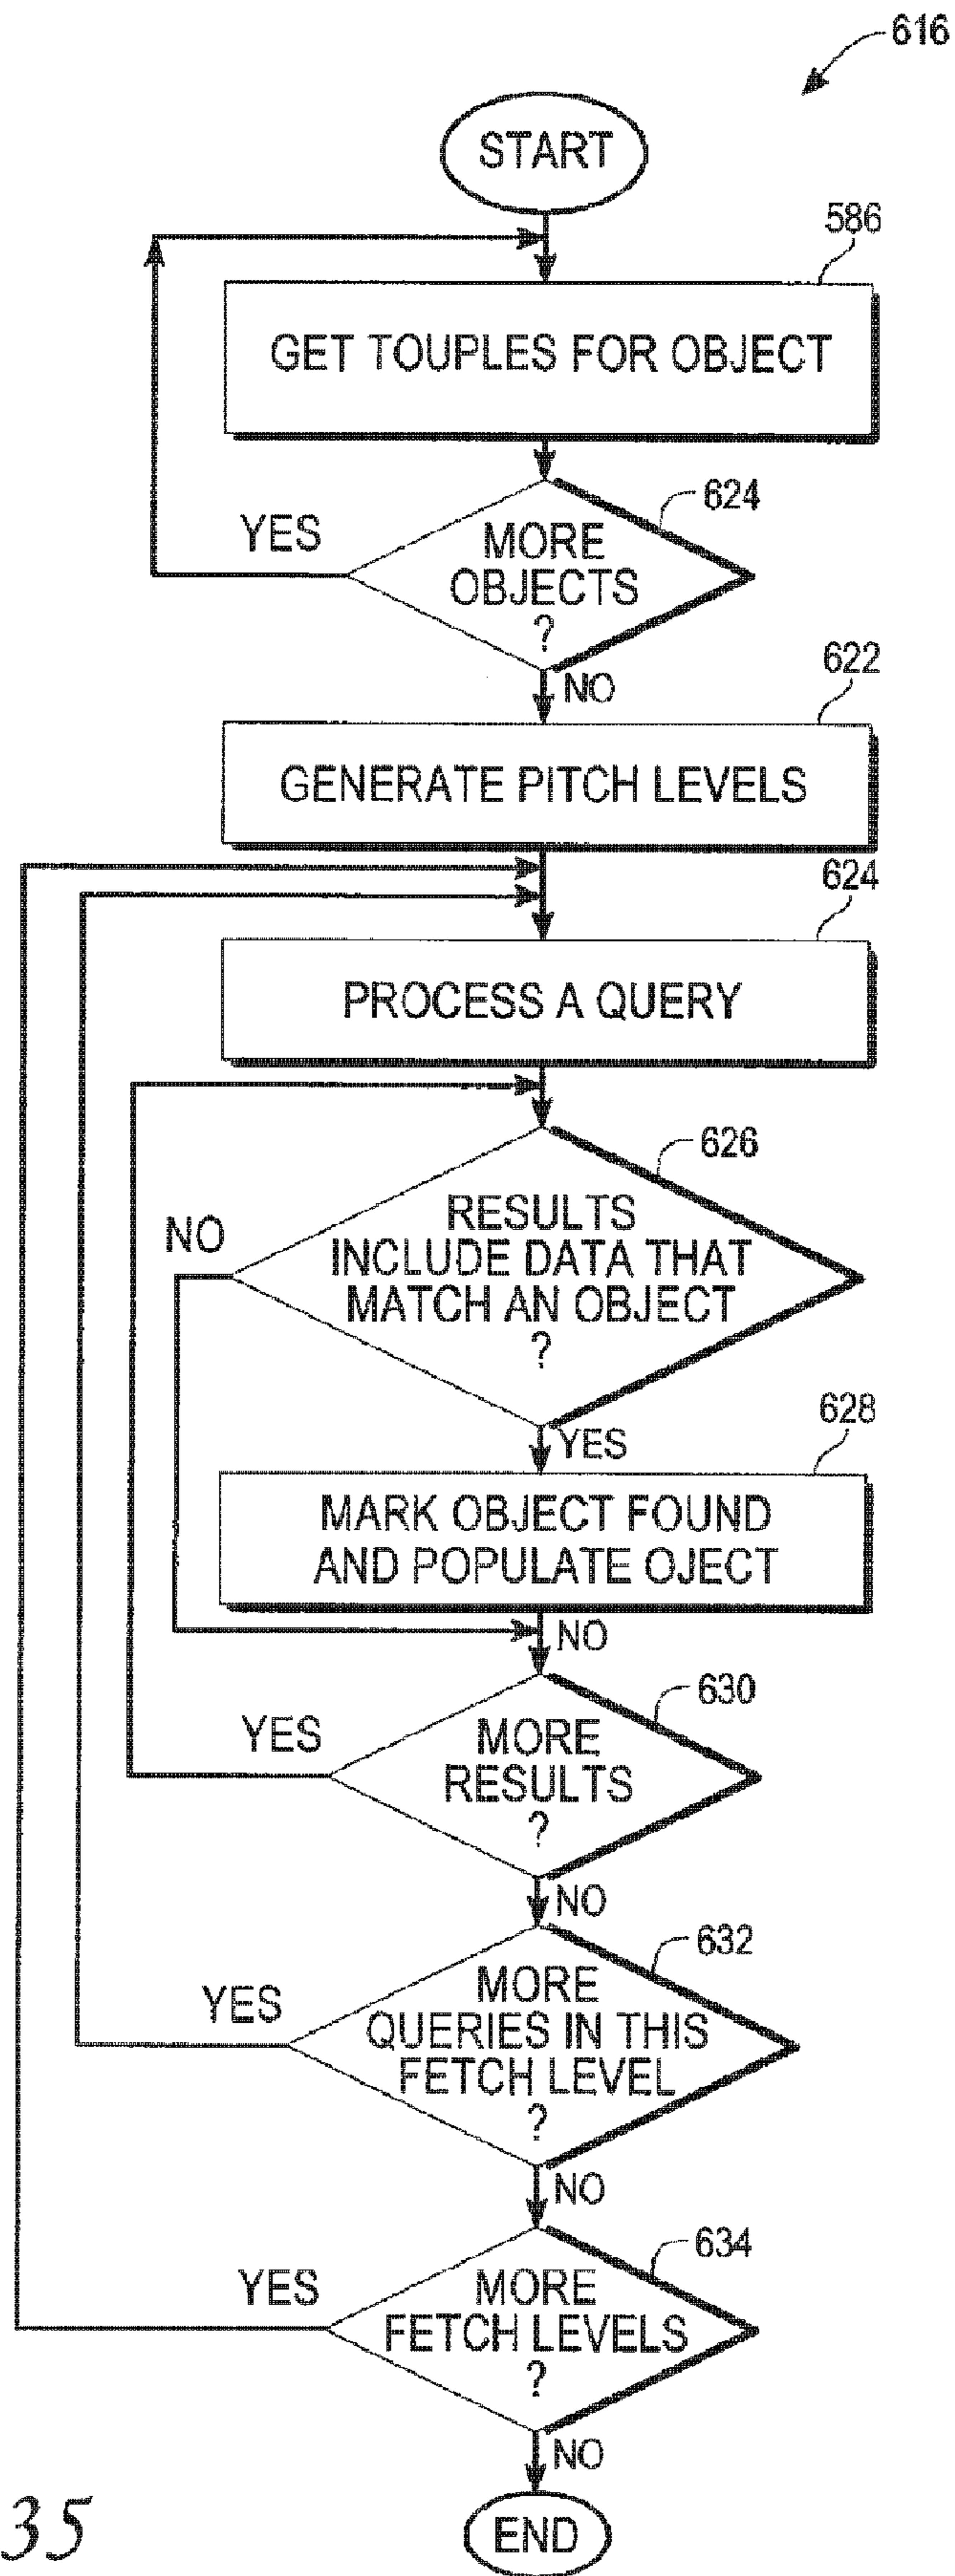 616
START
586
GET TOUPLES FOR OBJECT
624
YES
MORE
OBJECTS
?
NO
622
GENERATE PITCH LEVELS
624
PROCESS A QUERY
626
NO
RESULTS
INCLUDE DATA THAT
MATCH AN OBJECT
?
YES
628
MARK OBJECT FOUND
AND POPULATE OJECT
NO
630
YES
MORE
RESULTS
?
NO
632
YES
MORE
QUERIES IN THIS
FETCH LEVEL
?
NO
634
YES
MORE
FETCH LEVELS
?
NO
END
35